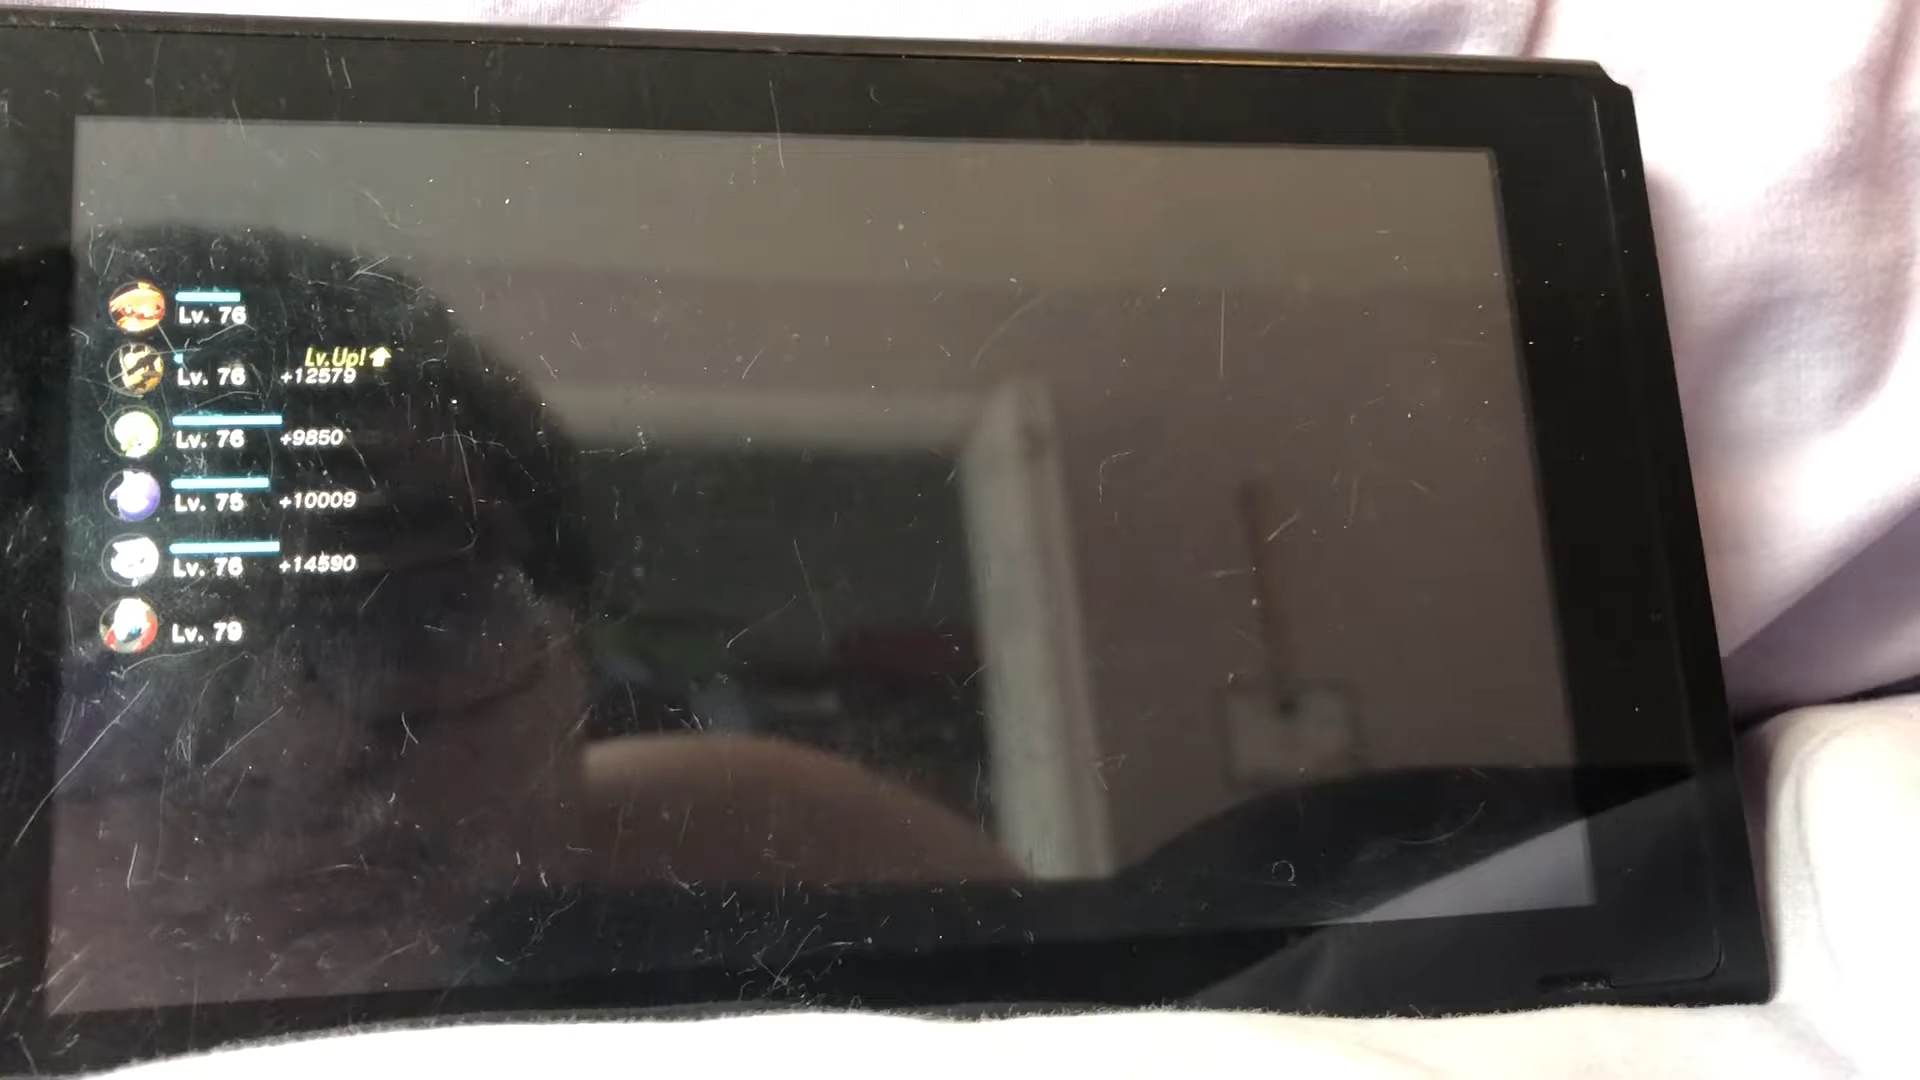 Lv. 76
Lv.Up!
Lv. 76 +12579
Lv. 76 +9850
Lv. 75 +10009
Lv. 76 +14590
Lv. 79